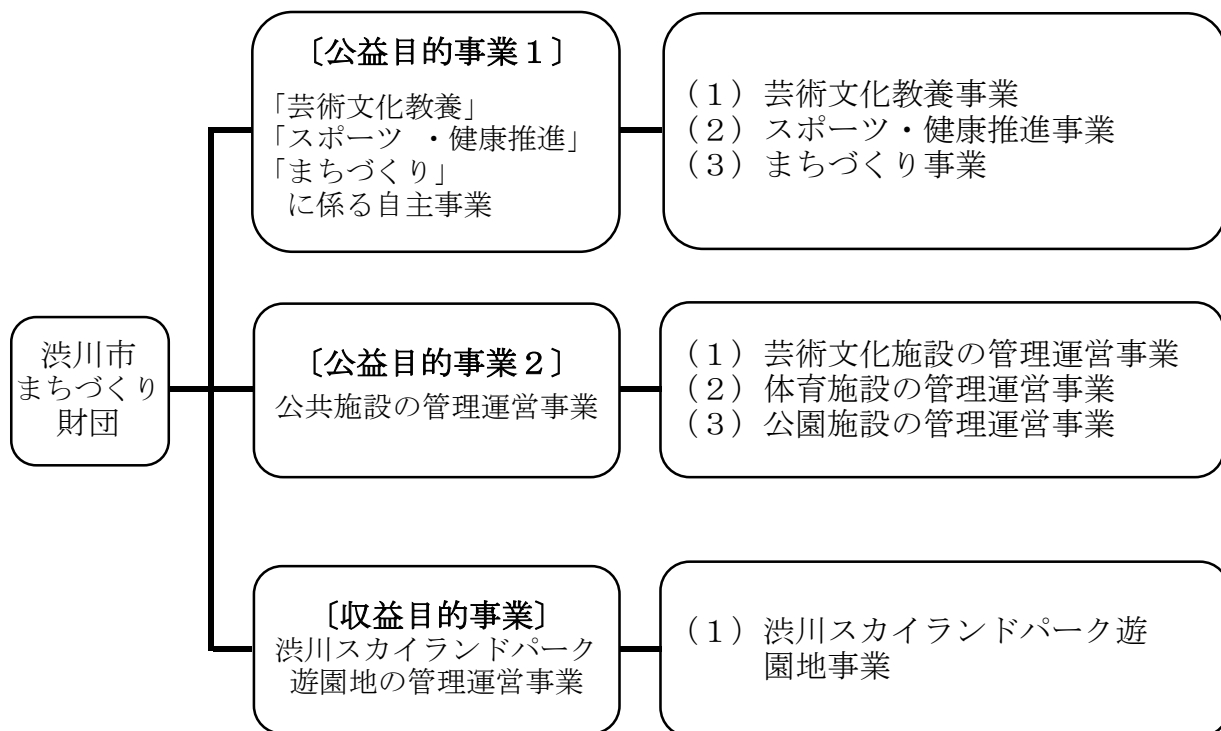 渋川市
まちづくり
財団
〔公益目的事業１〕
「芸術文化教養」
「スポーツ ・健康推進」
「まちづくり」
に係る自主事業
（１）芸術文化教養事業
（２）スポーツ・健康推進事業
（３）まちづくり事業
〔公益目的事業２〕
公共施設の管理運営事業
（１）芸術文化施設の管理運営事業
（２）体育施設の管理運営事業
（３）公園施設の管理運営事業
〔収益目的事業〕
渋川スカイランドパーク
遊園地の管理運営事業
（１）渋川スカイランドパーク遊
園地事業